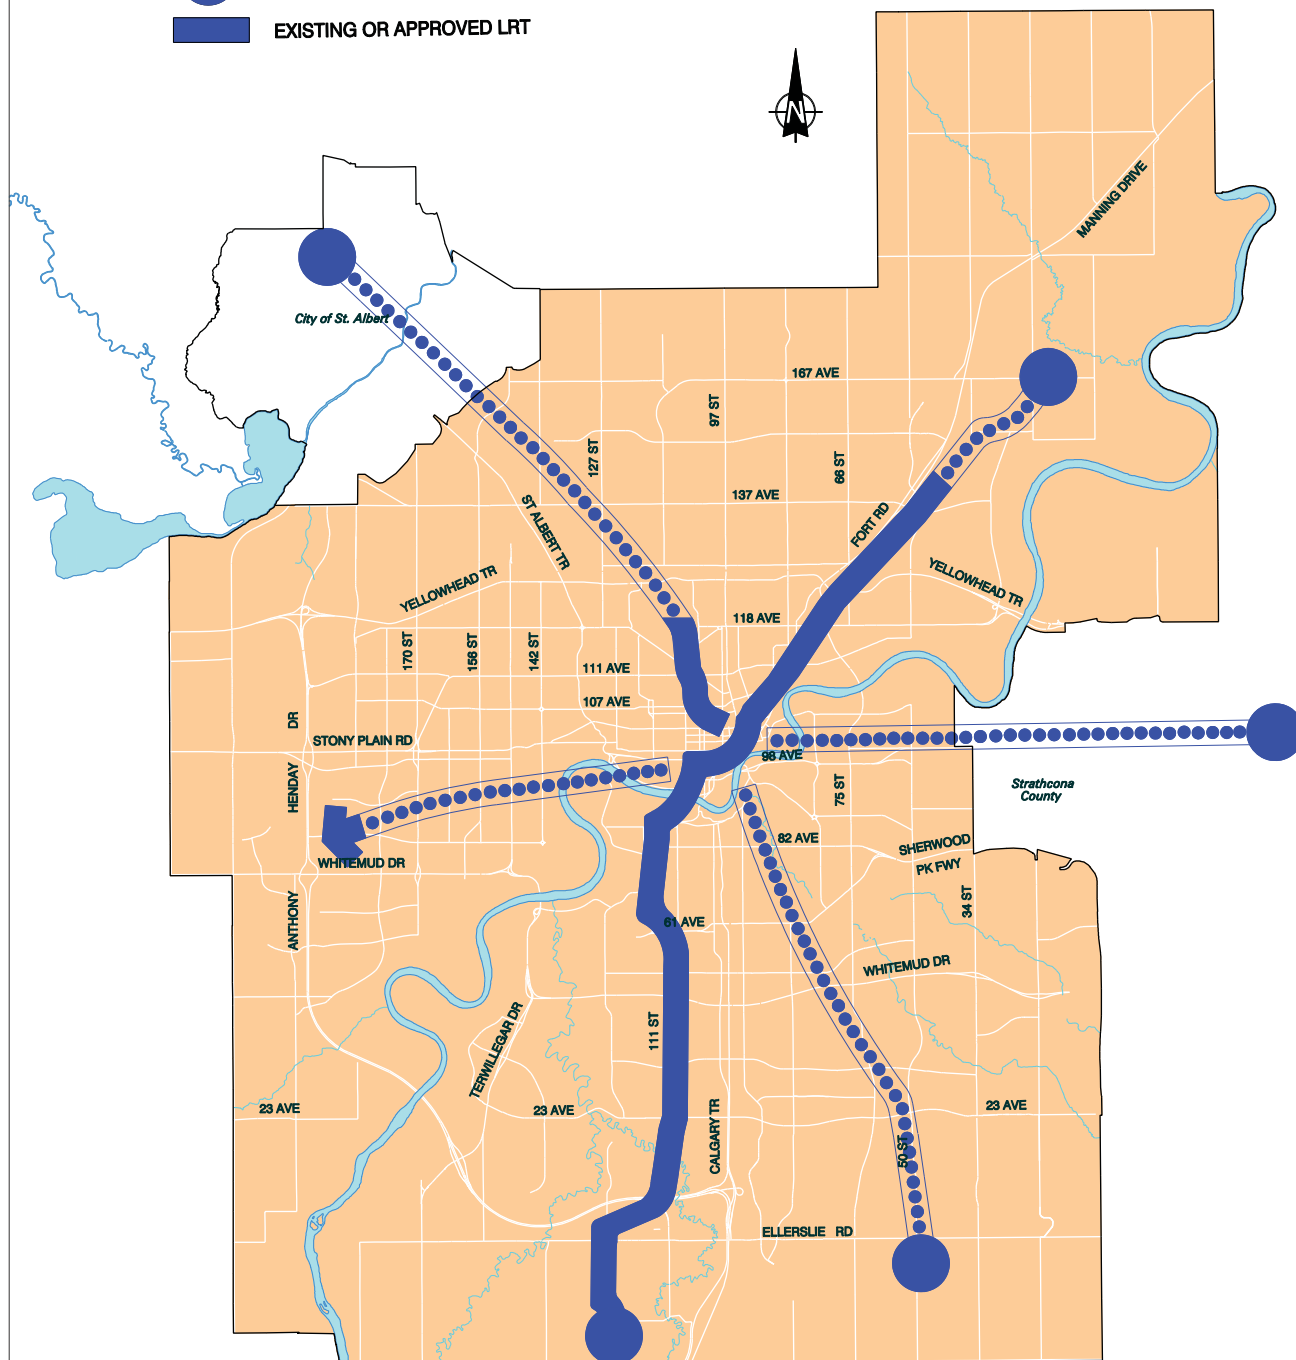 EXISTING OR APPROVED LRT
N
MANNING DRIVE
City of St. Albert
167 AVE
97 ST
127 ST
66 ST
137 AVE
ST ALBERT TR
FORT RD
YELLOWHEAD TR
YELLOWHEAD TR
118 AVE
170 ST
156 ST
142 ST
111 AVE
107 AVE
STONY PLAIN RD
98 AVE
ANTHONY HENDAY DR
75 ST
Strathcona
County
82 AVE
SHERWOOD
PK FWY
WHITEMUD DR
34 ST
61 AVE
WHITEMUD DR
TERWILLEGAR DR
111 ST
23 AVE
23 AVE
23 AVE
CALGARY TR
50 ST
ELLERSLIE RD